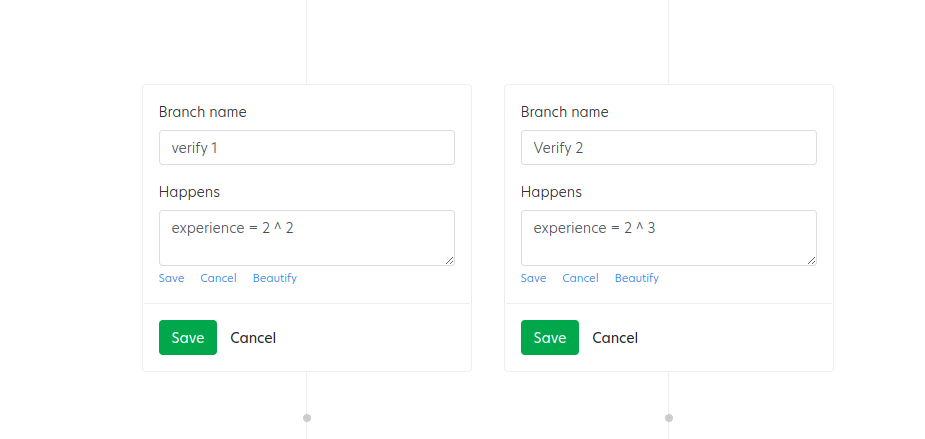 Branch name
verify 1
Happens
experience = 2 ^ 2
Save Cancel Beautify
Save Cancel
Branch name
Verify 2
Happens
experience = 2 ^ 3
Save Cancel Beautify
Save Cancel